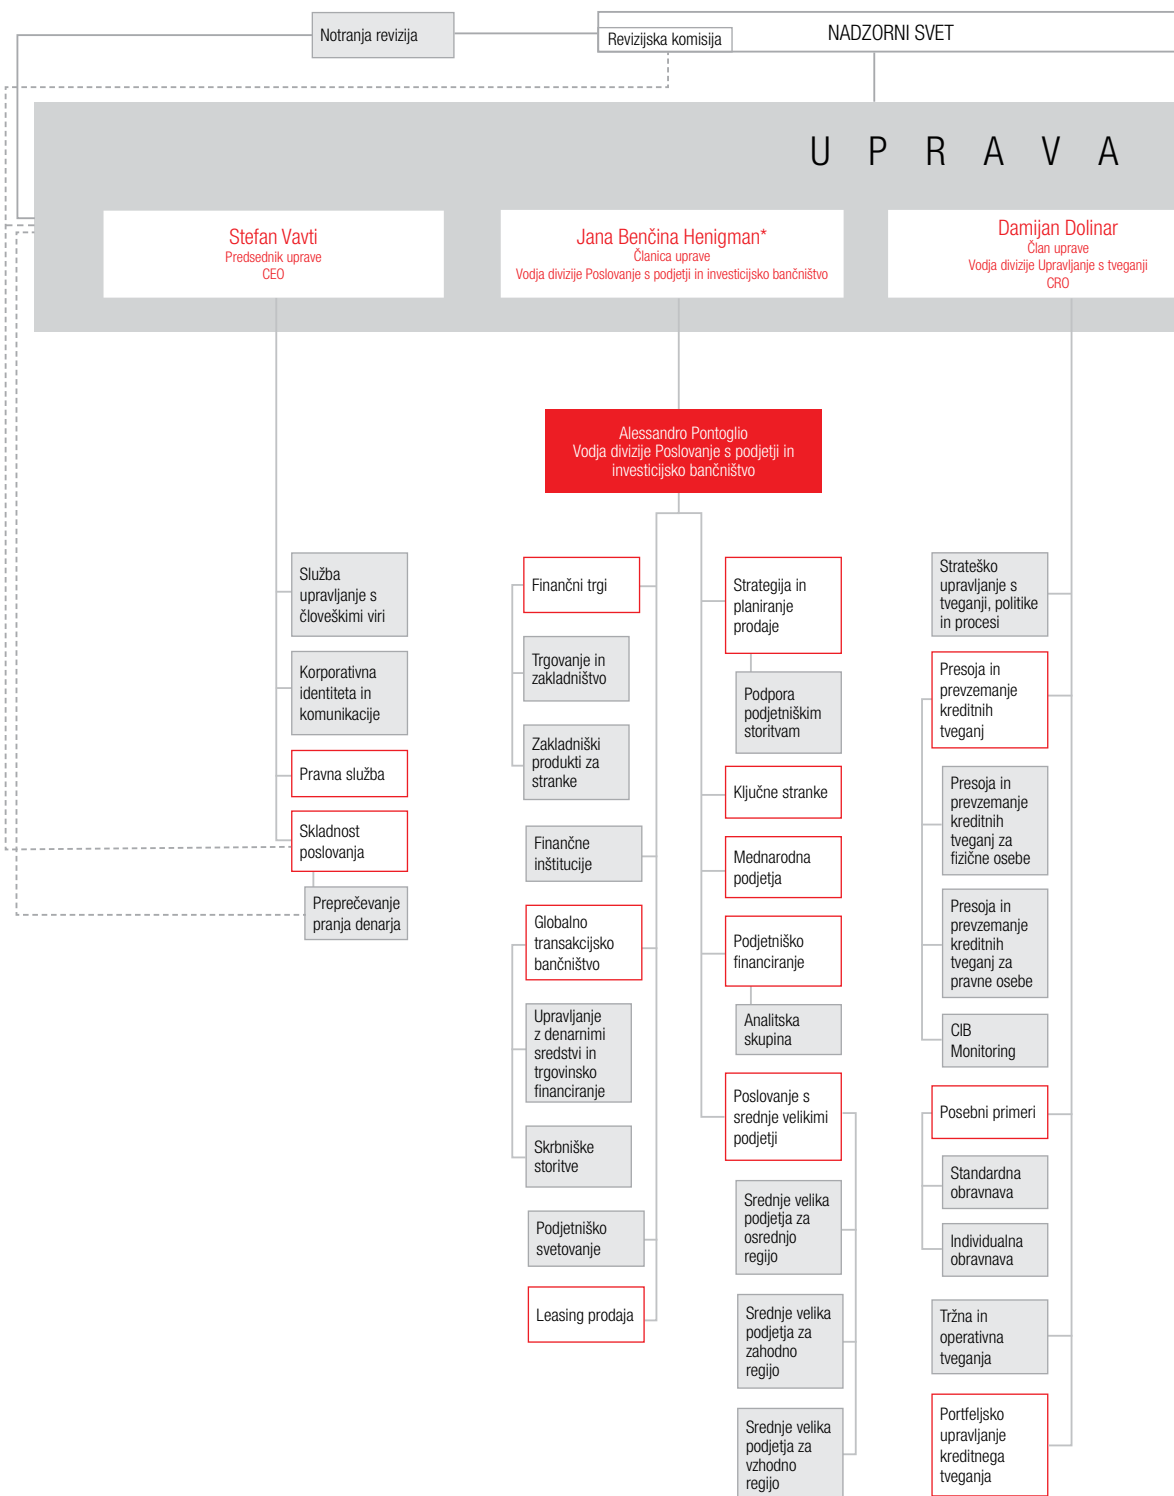 Notranja revizija
Revizijska komisija
NADZORNI SVET
U P R A V A
Stefan Vavti
Predsednik uprave
CEO
Jana Benčina Henigman*
Članica uprave
Vodja divizije Poslovanje s podjetji in investicijsko bančništvo
Damijan Dolinar
Član uprave
Vodja divizije Upravljanje s tveganji
CRO
Alessandro Pontoglio
Vodja divizije Poslovanje s podjetji in
investicijsko bančništvo
Služba
upravljanje s
človeškimi viri
Korporativna
identiteta in
komunikacije
Pravna služba
Skladnost
poslovanja
Preprečevanje
pranja denarja
Finančni trgi
Trgovanje in
zakladništvo
Zakladniški
produkti za
stranke
Finančne
inštitucije
Globalno
transakcijsko
bančništvo
Upravljanje
z denarnimi
sredstvi in
trgovinsko
financiranje
Skrbniške
storitve
Podjetniško
svetovanje
Leasing prodaja
Strategija in
planiranje
prodaje
Podpora
podjetniškim
storitvam
Ključne stranke
Mednarodna
podjetja
Podjetniško
financiranje
Analitska
skupina
Poslovanje s
srednje velikimi
podjetji
Srednje velika
podjetja za
osrednjo
regijo
Srednje velika
podjetja za
zahodno
regijo
Srednje velika
podjetja za
vzhodno
regijo
Strateško
upravljanje s
tveganji, politike
in procesi
Presoja in
prevzemanje
kreditnih
tveganj
Presoja in
prevzemanje
kreditnih
tveganj za
fizične osebe
Presoja in
prevzemanje
kreditnih
tveganj za
pravne osebe
CIB
Monitoring
Posebni primeri
Standardna
obravnava
Individualna
obravnava
Tržna in
operativna
tveganja
Portfeljsko
upravljanje
kreditnega
tveganja